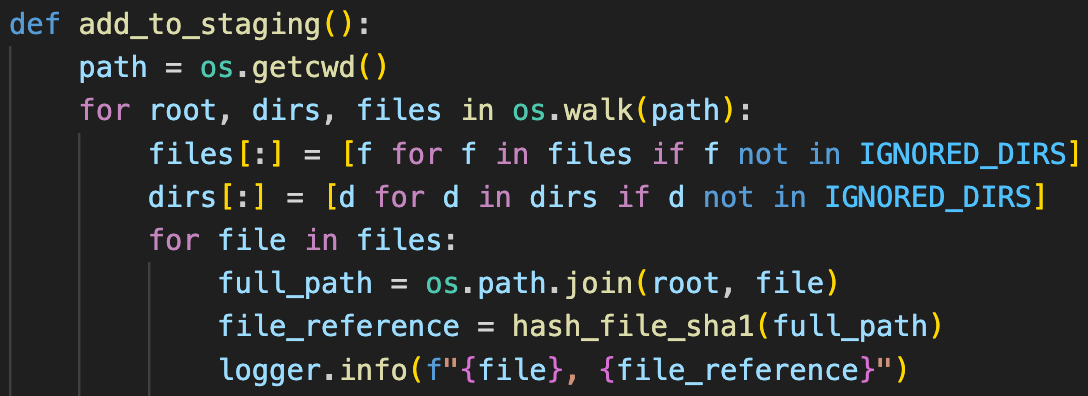 def add_to_staging():
    path = os.getcwd()
    for root, dirs, files in os.walk(path):
        files[:] = [f for f in files if f not in IGNORED_DIRS]
        dirs[:] = [d for d in dirs if d not in IGNORED_DIRS]
        for file in files:
            full_path = os.path.join(root, file)
            file_reference = hash_file_sha1(full_path)
            logger.info(f"{file}, {file_reference}")